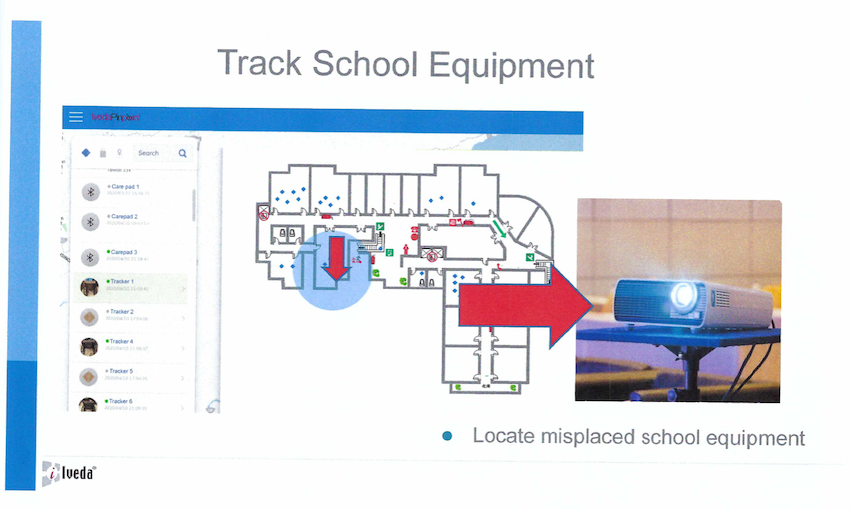 Track School Equipment
IvedaPinpoint
Search
Care pad 1
Carepad 2
Carepad 3
Tracker 1
Tracker 2
Tracker 4
Tracker 5
Tracker 6
Locate misplaced school equipment
Iveda®